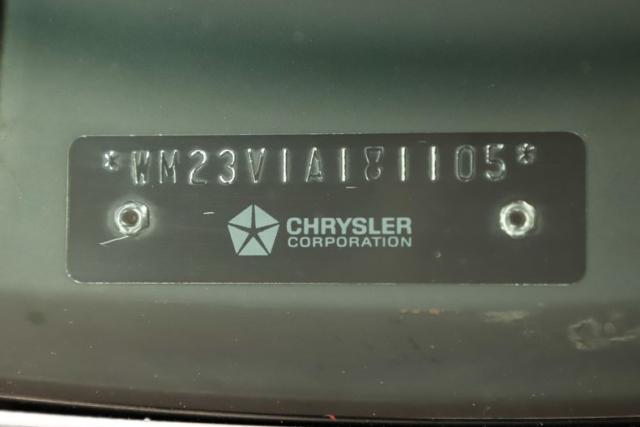 *WM23V1A181105*
CHRYSLER
CORPORATION